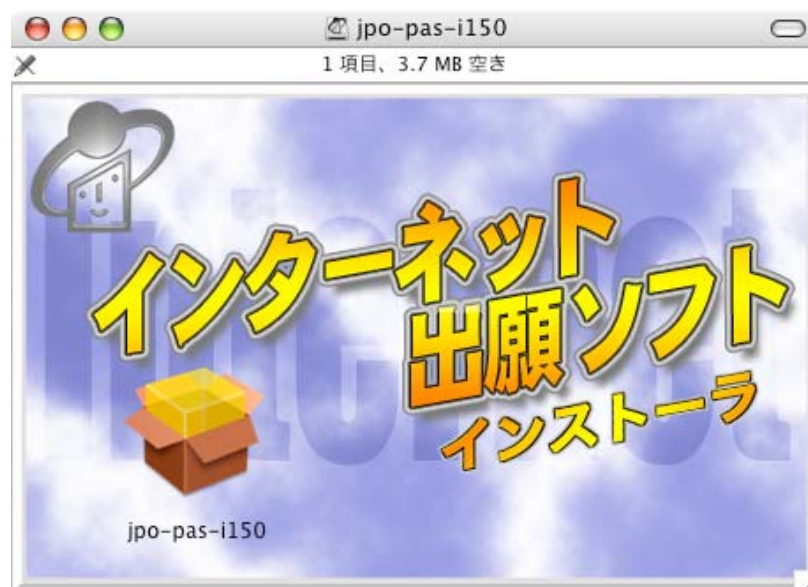 jpo-pas-i150
1 項目、3.7 MB 空き
Internet
インターネット
出願ソフト
インストーラ
jpo-pas-i150